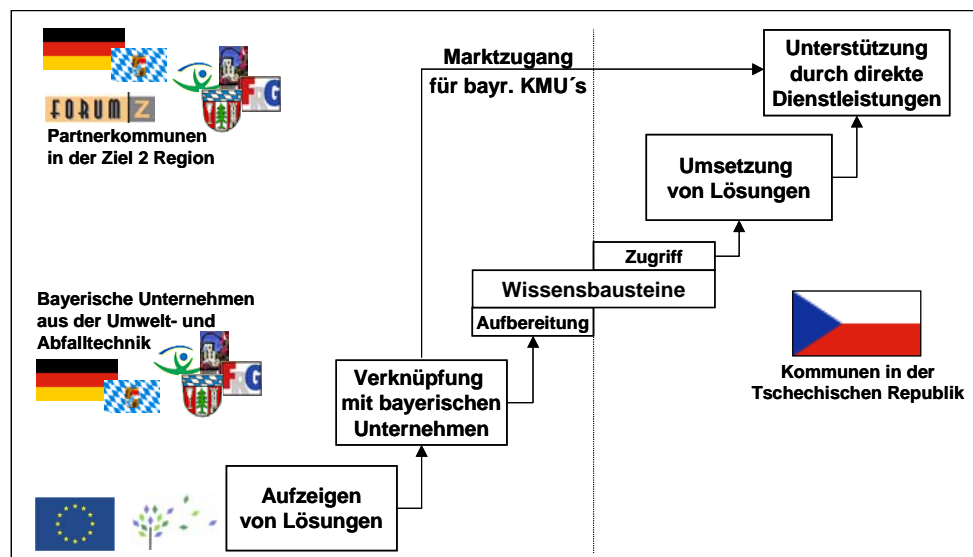 FORUM Z
FRG
Partnerkommunen
in der Ziel 2 Region
Marktzugang
für bayr. KMU´s
Unterstützung
durch direkte
Dienstleistungen
Umsetzung
von Lösungen
Zugriff
Wissensbausteine
Aufbereitung
Bayerische Unternehmen
aus der Umwelt- und
Abfalltechnik
FRG
Verknüpfung
mit bayerischen
Unternehmen
Kommunen in der
Tschechischen Republik
Aufzeigen
von Lösungen